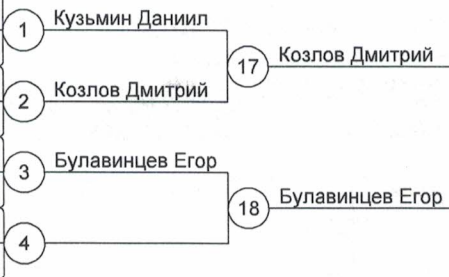 1 Кузьмин Даниил
17 Козлов Дмитрий
2 Козлов Дмитрий
3 Булавинцев Егор
18 Булавинцев Егор
4